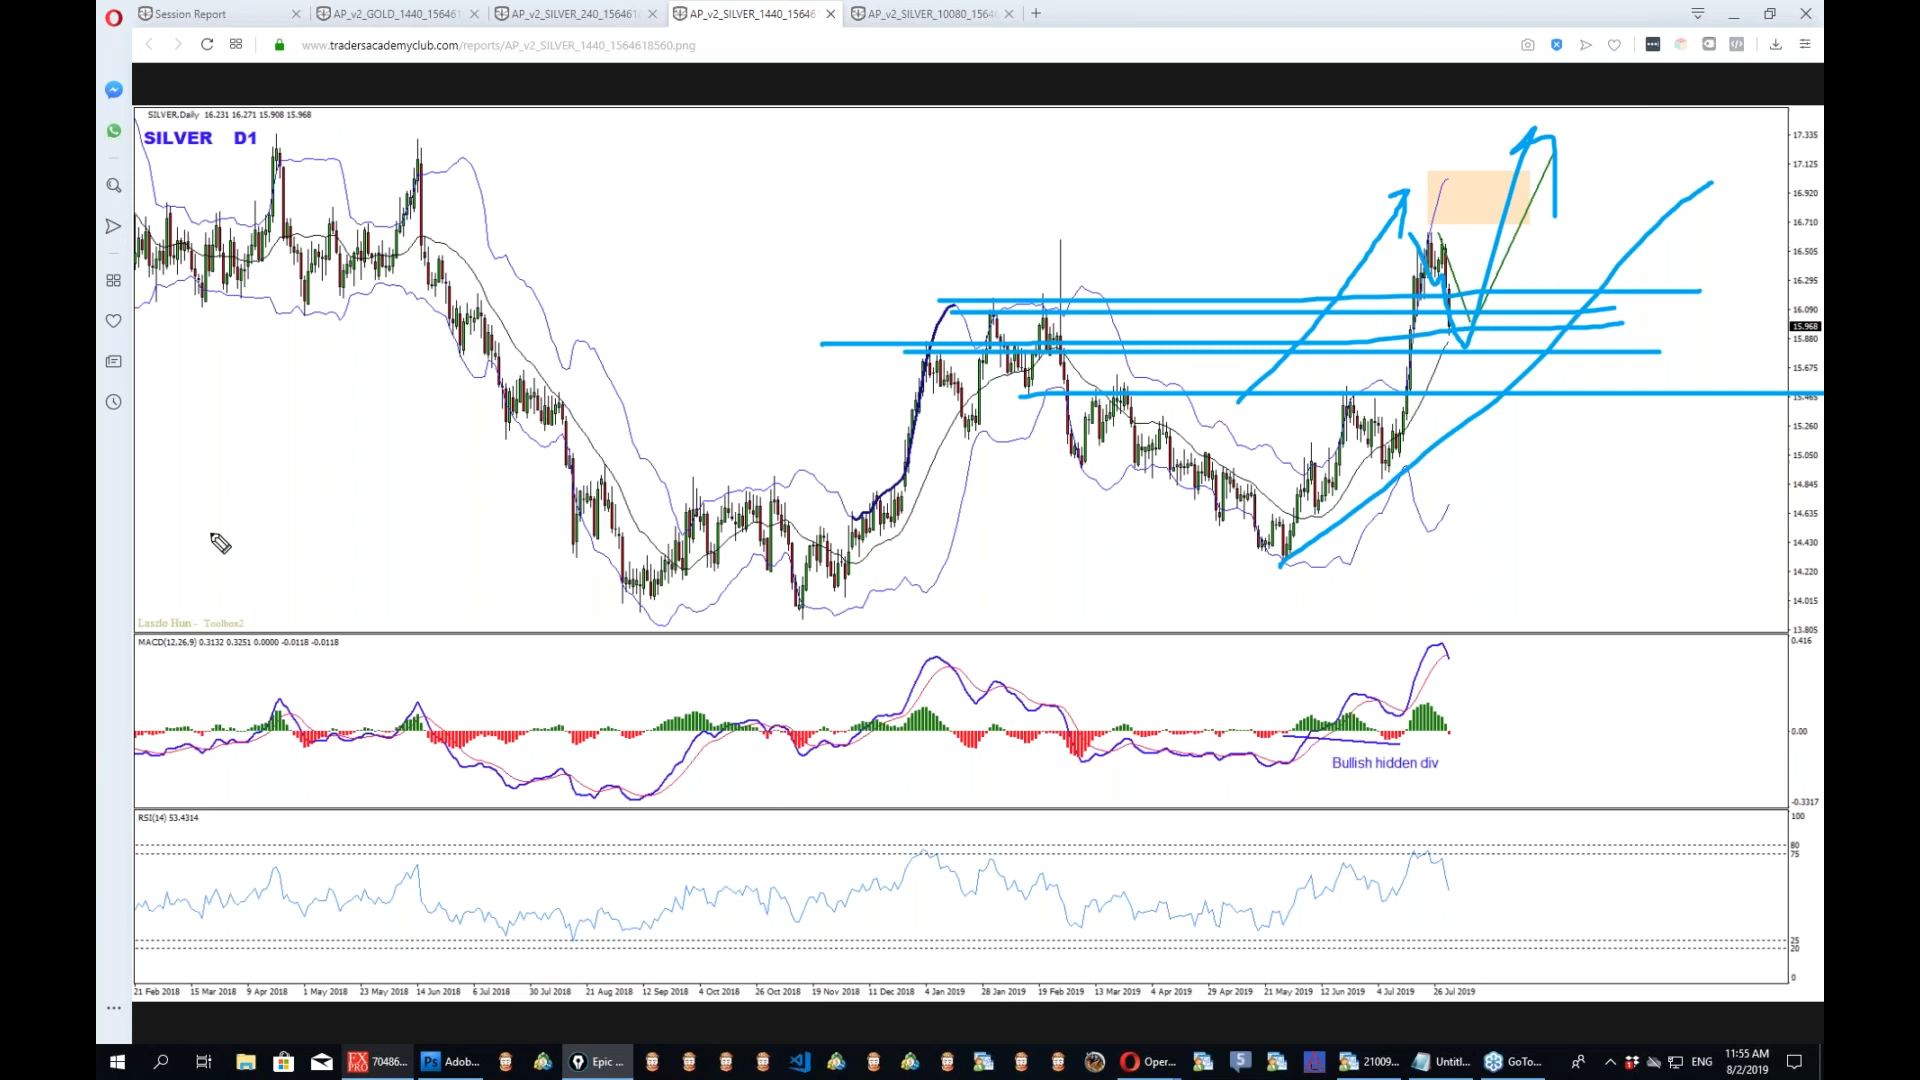 Session Report
AP_v2_GOLD_1440_15646
AP_v2_SILVER_240_15646
AP_v2_SILVER_1440_15646
AP_v2_SILVER_10080_1564
www.tradersacademyclub.com/reports/AP_v2_SILVER_1440_1564618560.png
SILVER,Daily 16.231 16.271 15.908 15.968
SILVER D1
17.335
17.125
16.920
16.710
16.505
16.295
16.090
15.968
15.880
15.675
15.465
15.260
15.050
14.845
14.635
14.430
14.220
14.015
13.805
Laszlo Hun - Toolbox2
MACD(12,26,9) 0.3132 0.3251 0.0000 -0.0118 -0.0118
0.416
0.00
Bullish hidden div
-0.3317
RSI(14) 53.4314
100
80
75
25
20
0
21 Feb 2018 15 Mar 2018 9 Apr 2018 1 May 2018 23 May 2018 14 Jun 2018 6 Jul 2018 30 Jul 2018 21 Aug 2018 12 Sep 2018 4 Oct 2018 26 Oct 2018 19 Nov 2018 11 Dec 2018 4 Jan 2019 28 Jan 2019 19 Feb 2019 13 Mar 2019 4 Apr 2019 29 Apr 2019 21 May 2019 12 Jun 2019 4 Jul 2019 26 Jul 2019
FX PRO 70486... Ps Adob... Epic ... Oper... 5 21009... Untitl... GoTo... ENG
11:55 AM
8/2/2019